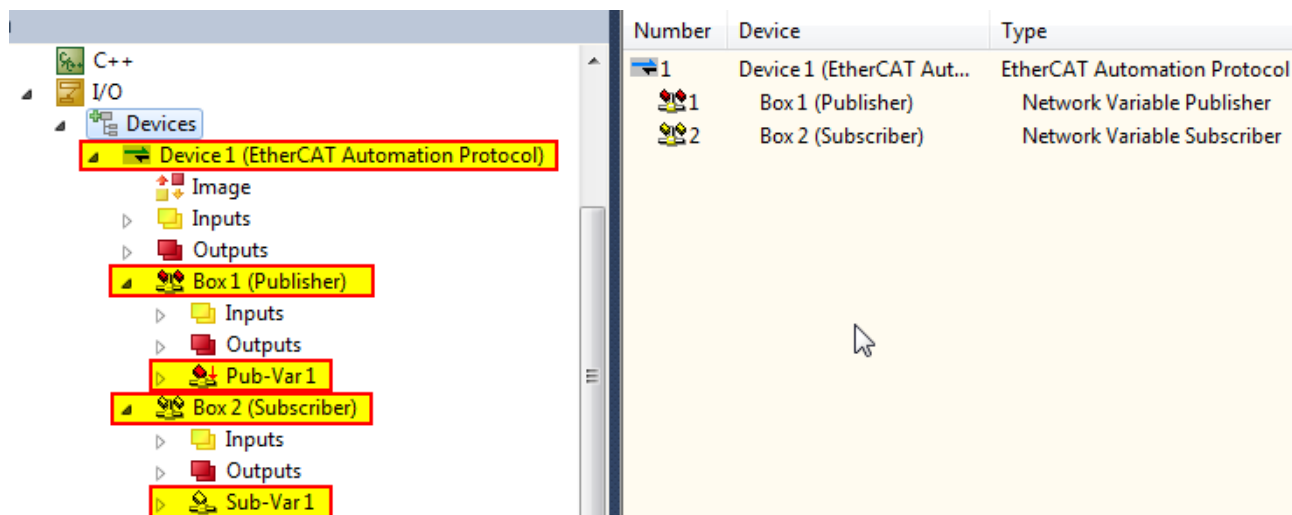 C++
I/O
Devices
Device 1 (EtherCAT Automation Protocol)
Image
Inputs
Outputs
Box 1 (Publisher)
Inputs
Outputs
Pub-Var 1
Box 2 (Subscriber)
Inputs
Outputs
Sub-Var 1
Number Device Type
1 Device 1 (EtherCAT Aut... EtherCAT Automation Protocol
1 Box 1 (Publisher) Network Variable Publisher
2 Box 2 (Subscriber) Network Variable Subscriber